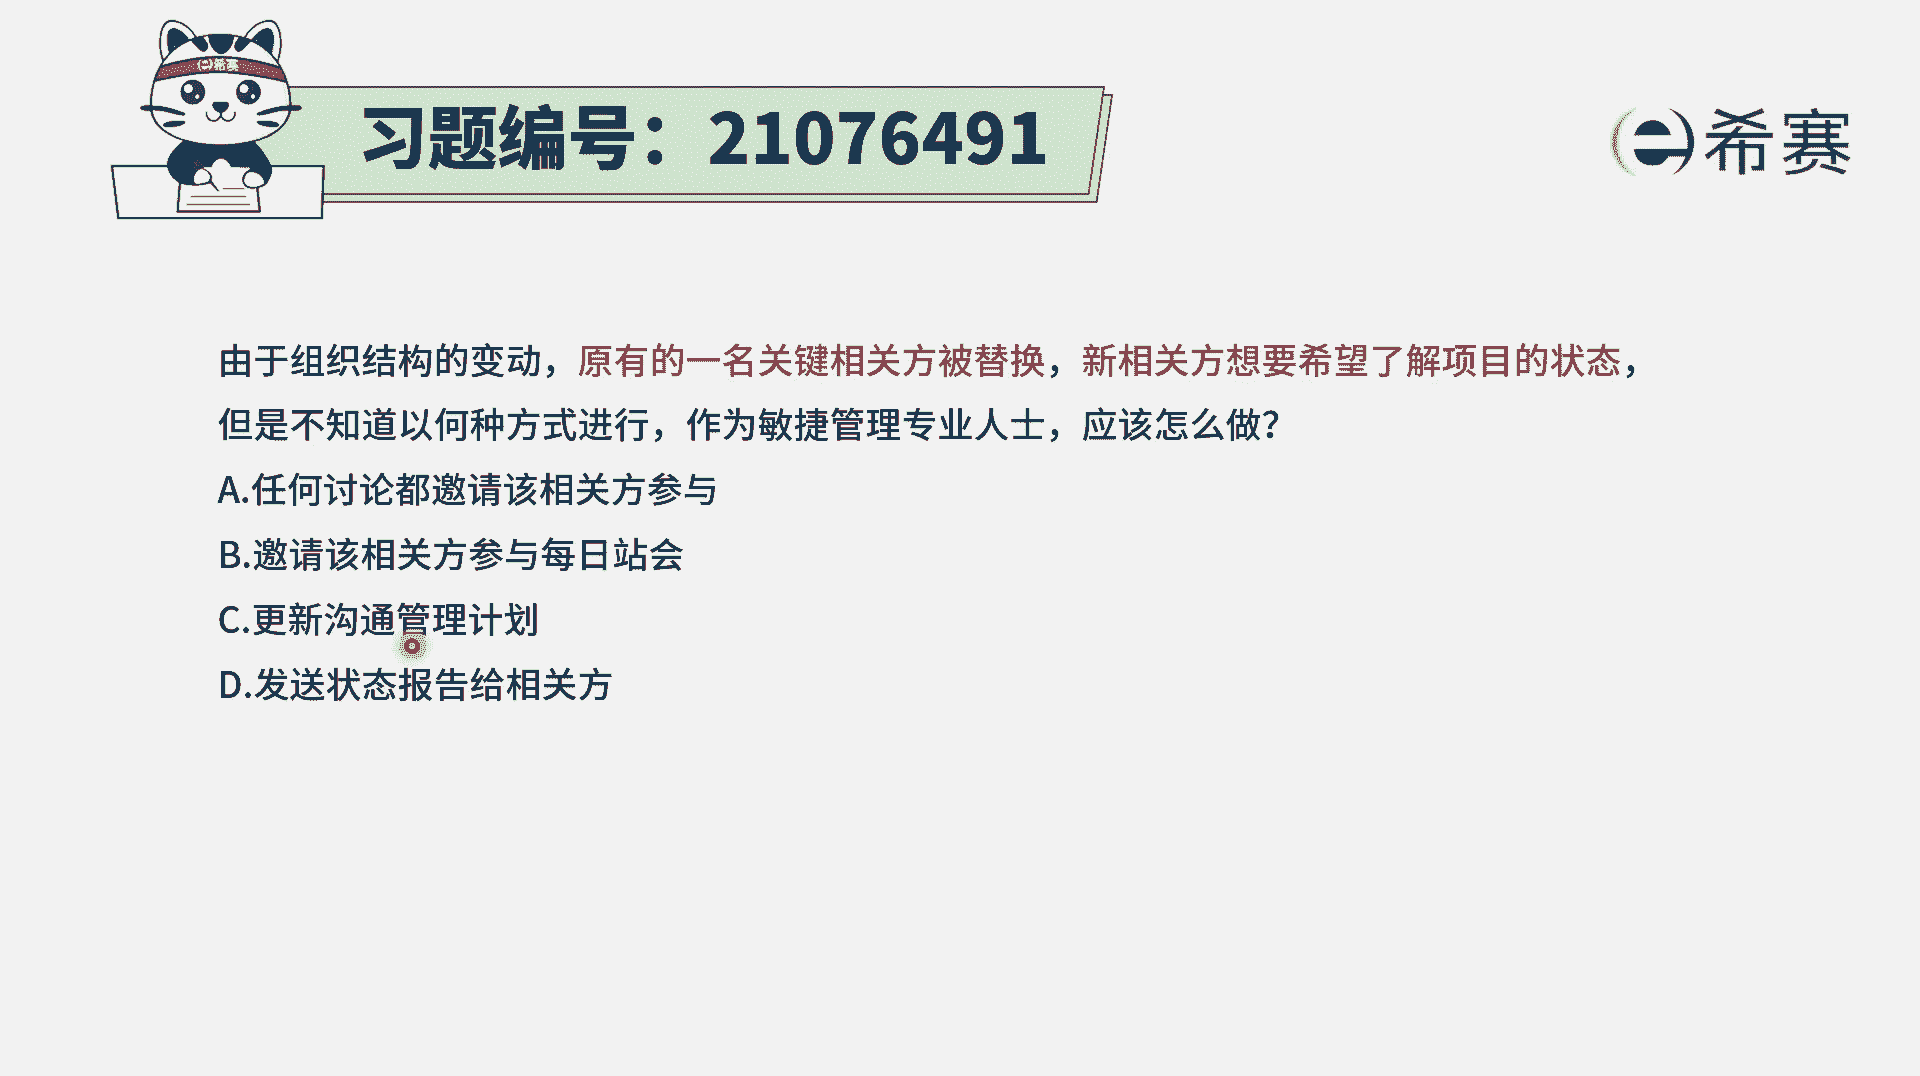 e希赛
习题编号：21076491
e希赛
由于组织结构的变动，原有的一名关键相关方被替换，新相关方想要希望了解项目的状态，
但是不知道以何种方式进行，作为敏捷管理专业人士，应该怎么做？
A.任何讨论都邀请该相关方参与
B.邀请该相关方参与每日站会
C.更新沟通管理计划
D.发送状态报告给相关方